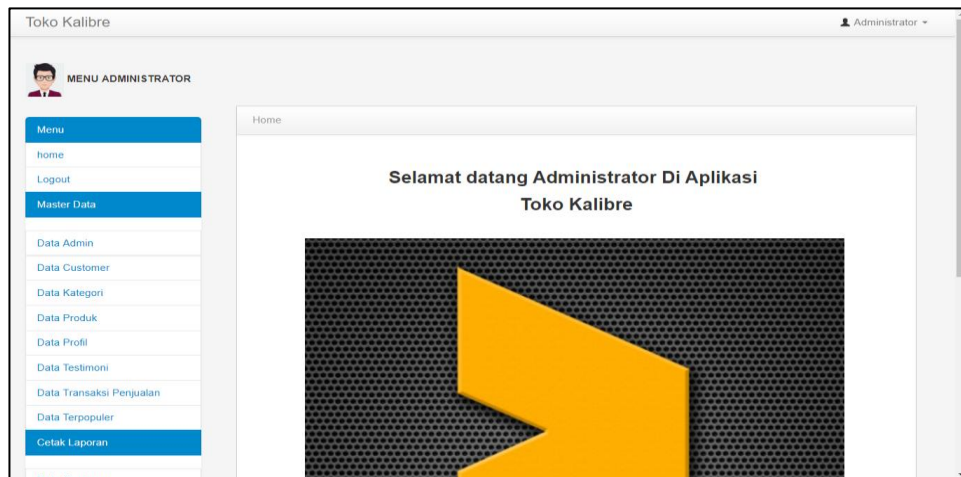 Toko Kalibre
Administrator
MENU ADMINISTRATOR
Menu
home
Logout
Master Data
Data Admin
Data Customer
Data Kategori
Data Produk
Data Profil
Data Testimoni
Data Transaksi Penjualan
Data Terpopuler
Cetak Laporan
Home
Selamat datang Administrator Di Aplikasi
Toko Kalibre